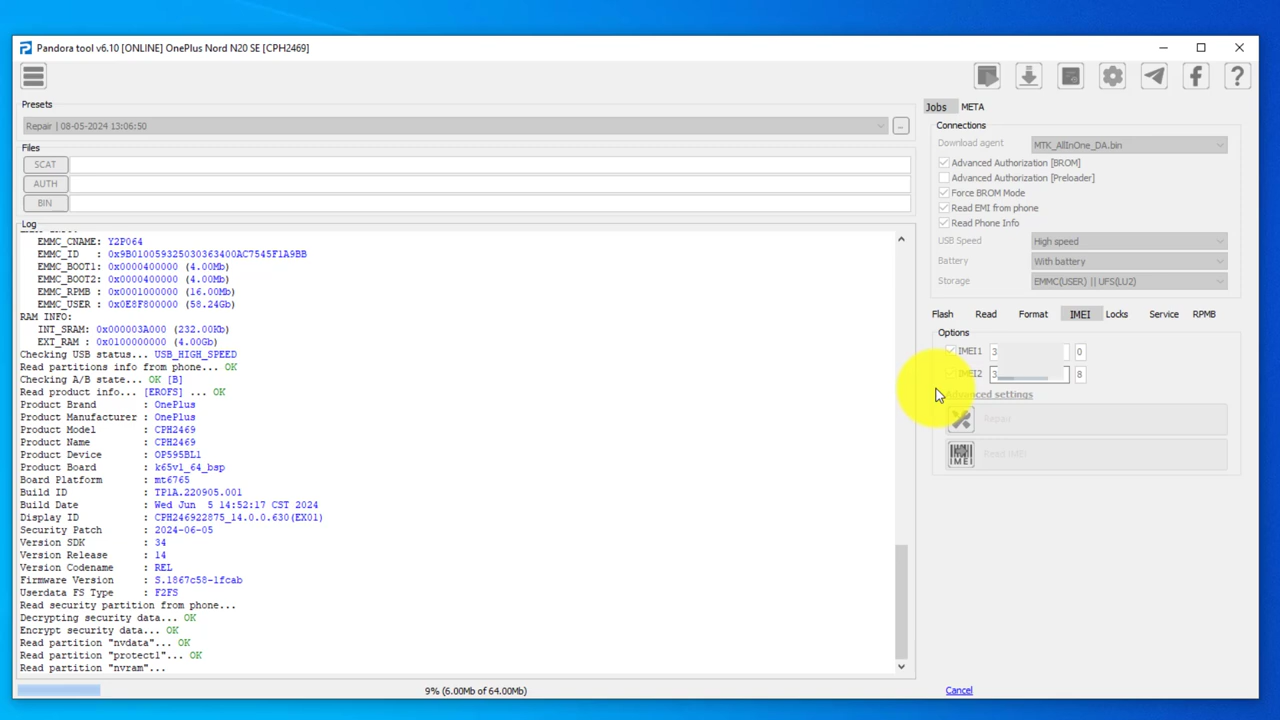 Pandora tool v6.10 [ONLINE] OnePlus Nord N20 SE [CPH2469]
Presets
Repair | 08-05-2024 13:06:50
...
Files
SCAT
AUTH
BIN
Log
EMMC_CNAME: Y2P064
EMMC_ID : 0x9B010059325030363400AC7545F1A9BB
EMMC_BOOT1: 0x0000400000 (4.00Mb)
EMMC_BOOT2: 0x0000400000 (4.00Mb)
EMMC_RPMB : 0x0001000000 (16.00Mb)
EMMC_USER : 0x0E8F800000 (58.24Gb)
RAM INFO:
INT_SRAM: 0x000003A000 (232.00Kb)
EXT_RAM : 0x0100000000 (4.00Gb)
Checking USB status... USB_HIGH_SPEED
Read partitions info from phone... OK
Checking A/B state... OK [B]
Read product info... [EROFS] ... OK
Product Brand : OnePlus
Product Manufacturer : OnePlus
Product Model : CPH2469
Product Name : CPH2469
Product Device : OP595BL1
Product Board : k65v1_64_bsp
Board Platform : mt6765
Build ID : TP1A.220905.001
Build Date : Wed Jun 5 14:52:17 CST 2024
Display ID : CPH246922875_14.0.0.630(EX01)
Security Patch : 2024-06-05
Version SDK : 34
Version Release : 14
Version Codename : REL
Firmware Version : S.1867c58-1fcab
Userdata FS Type : F2FS
Read security partition from phone...
Decrypting security data... OK
Encrypt security data... OK
Read partition "nvdata"... OK
Read partition "protect1"... OK
Read partition "nvram"...
9% (6.00Mb of 64.00Mb)
Jobs META
Connections
Download agent MTK_AllInOne_DA.bin
Advanced Authorization [BROM]
Advanced Authorization [Preloader]
Force BROM Mode
Read EMI from phone
Read Phone Info
USB Speed High speed
Battery With battery
Storage EMMC(USER) || UFS(LU2)
Flash Read Format IMEI Locks Service RPMB
Options
IMEI1 3 0
IMEI2 3 8
Advanced settings
Repair
Read IMEI
Cancel